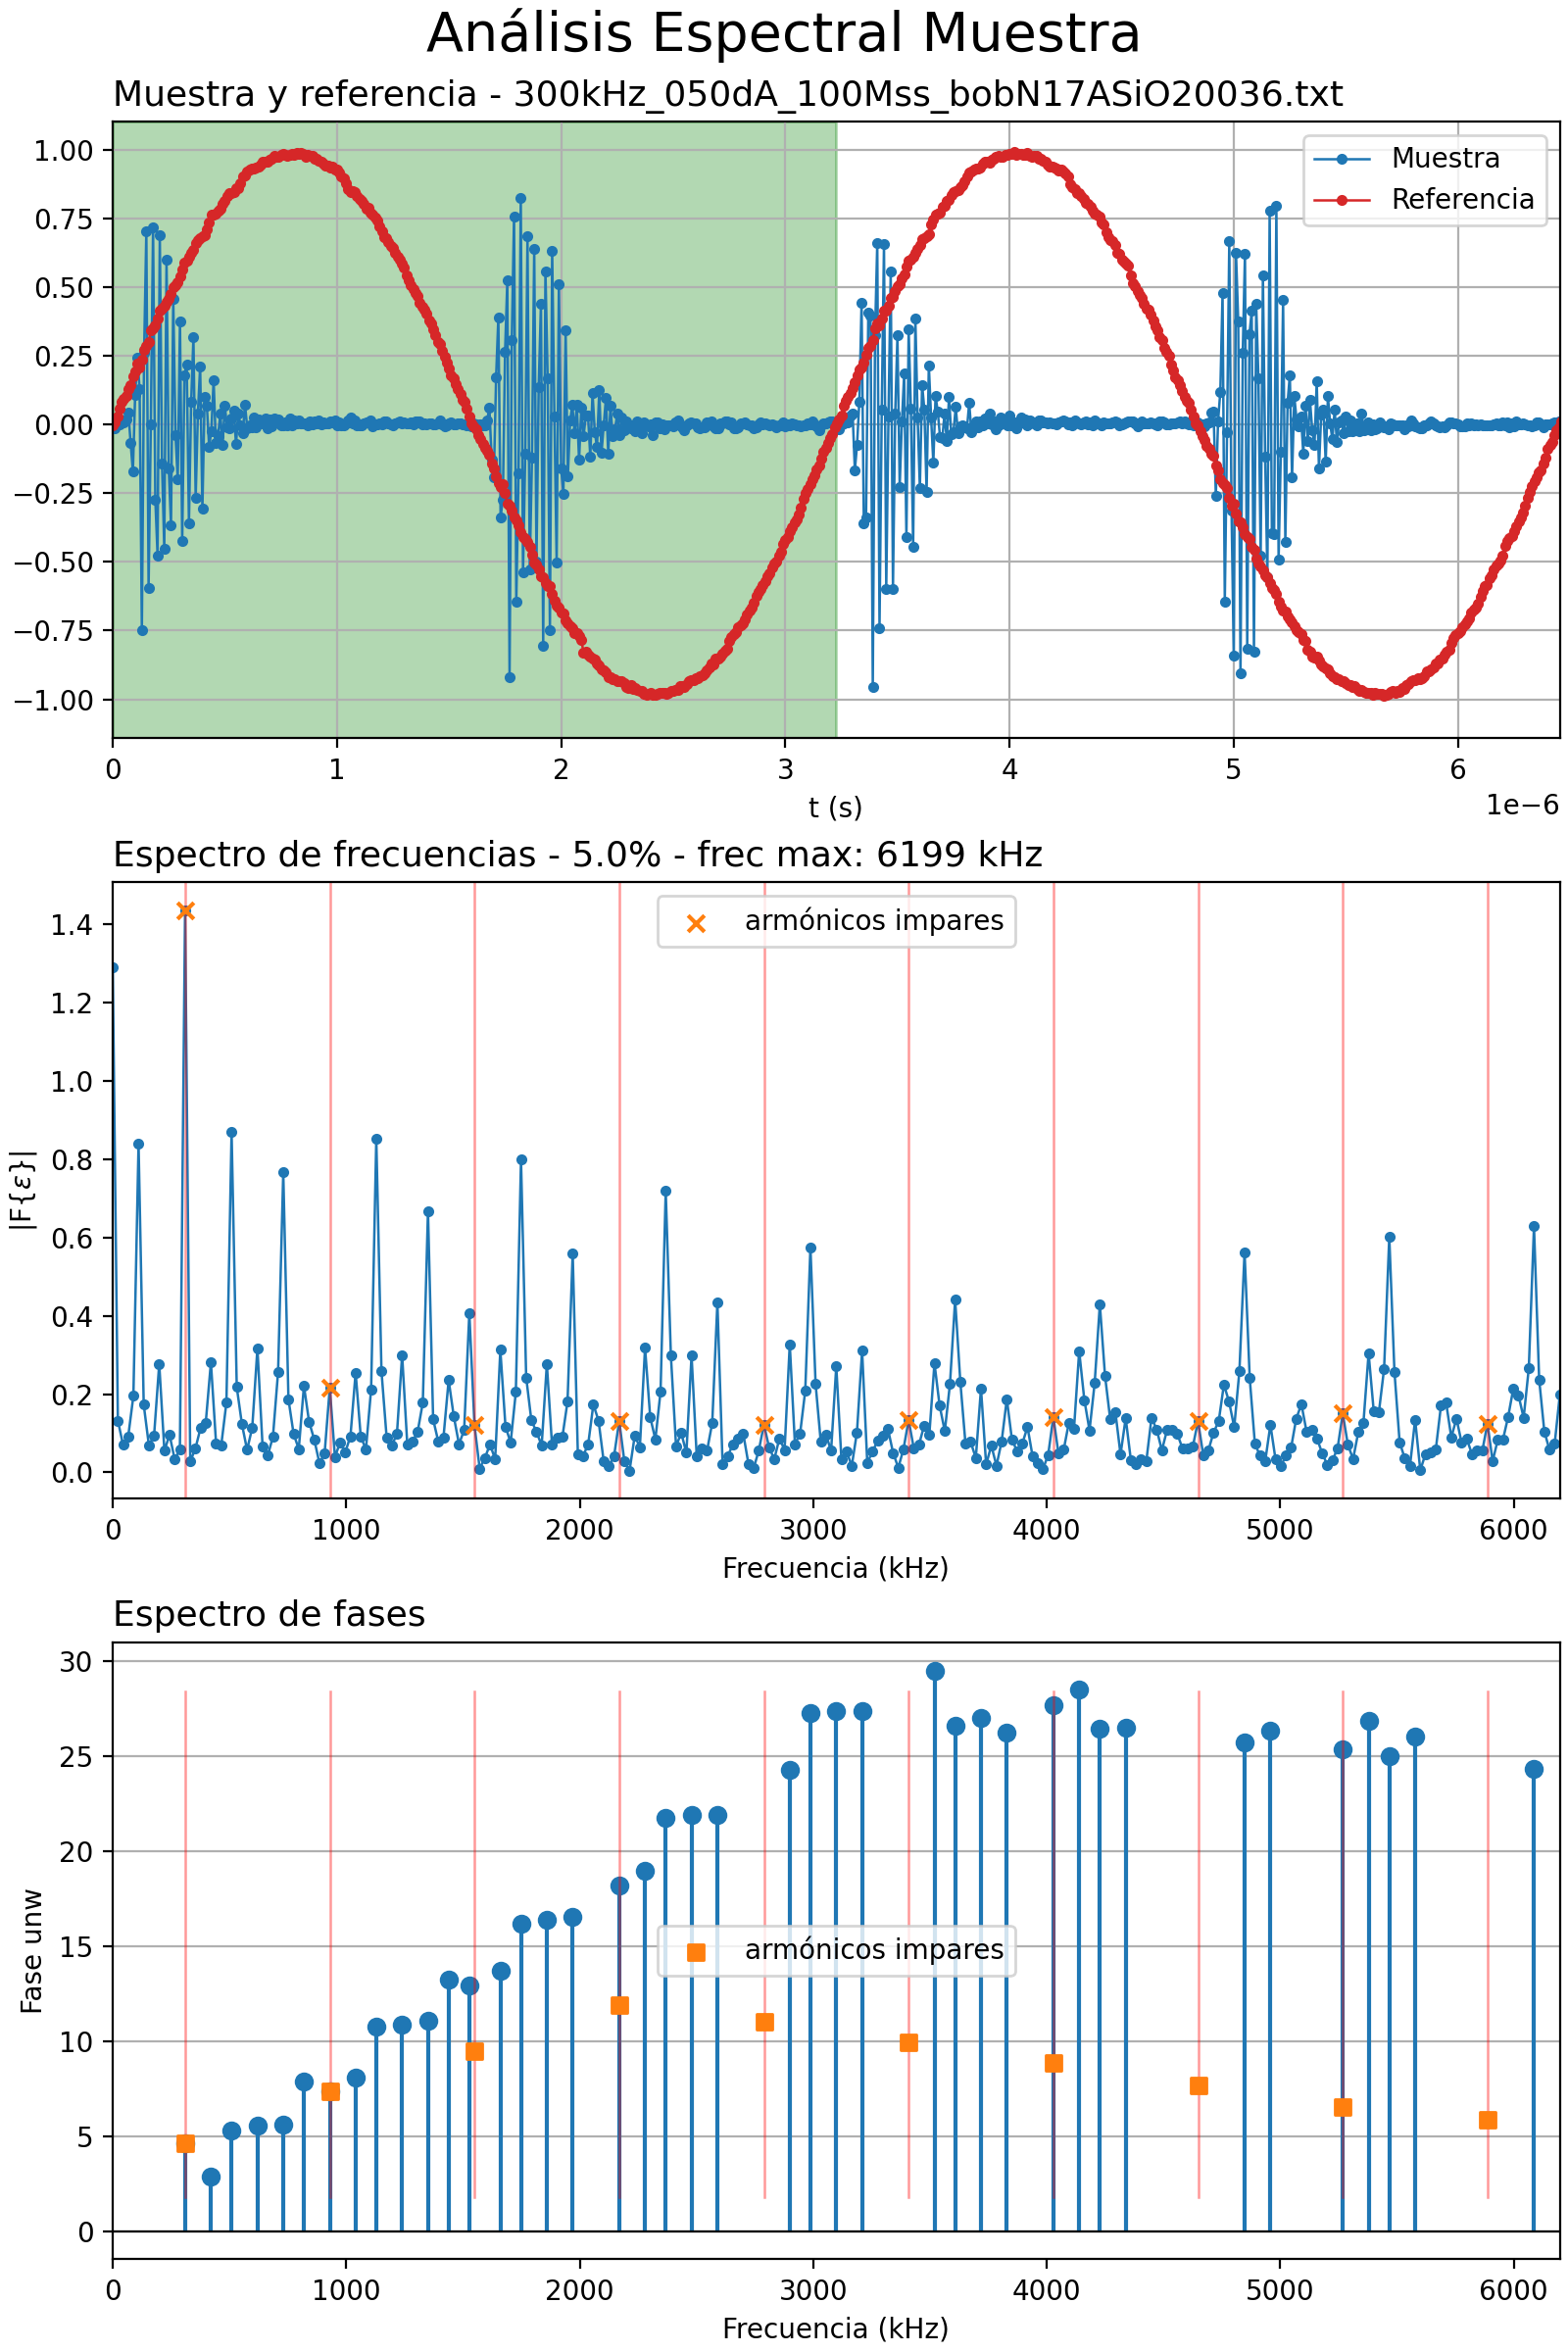 Análisis Espectral Muestra
Muestra y referencia - 300kHz_050dA_100Mss_bobN17ASiO20036.txt
1.00
0.75
0.50
0.25
0.00
−0.25
−0.50
−0.75
−1.00
Muestra
Referencia
0 1 2 3 4 5 6
t (s)
1e−6
Espectro de frecuencias - 5.0% - frec max: 6199 kHz
armónicos impares
1.4
1.2
1.0
0.8
0.6
0.4
0.2
0.0
|F{ε}|
0 1000 2000 3000 4000 5000 6000
Frecuencia (kHz)
Espectro de fases
30
25
20
15
10
5
0
Fase unw
armónicos impares
0 1000 2000 3000 4000 5000 6000
Frecuencia (kHz)